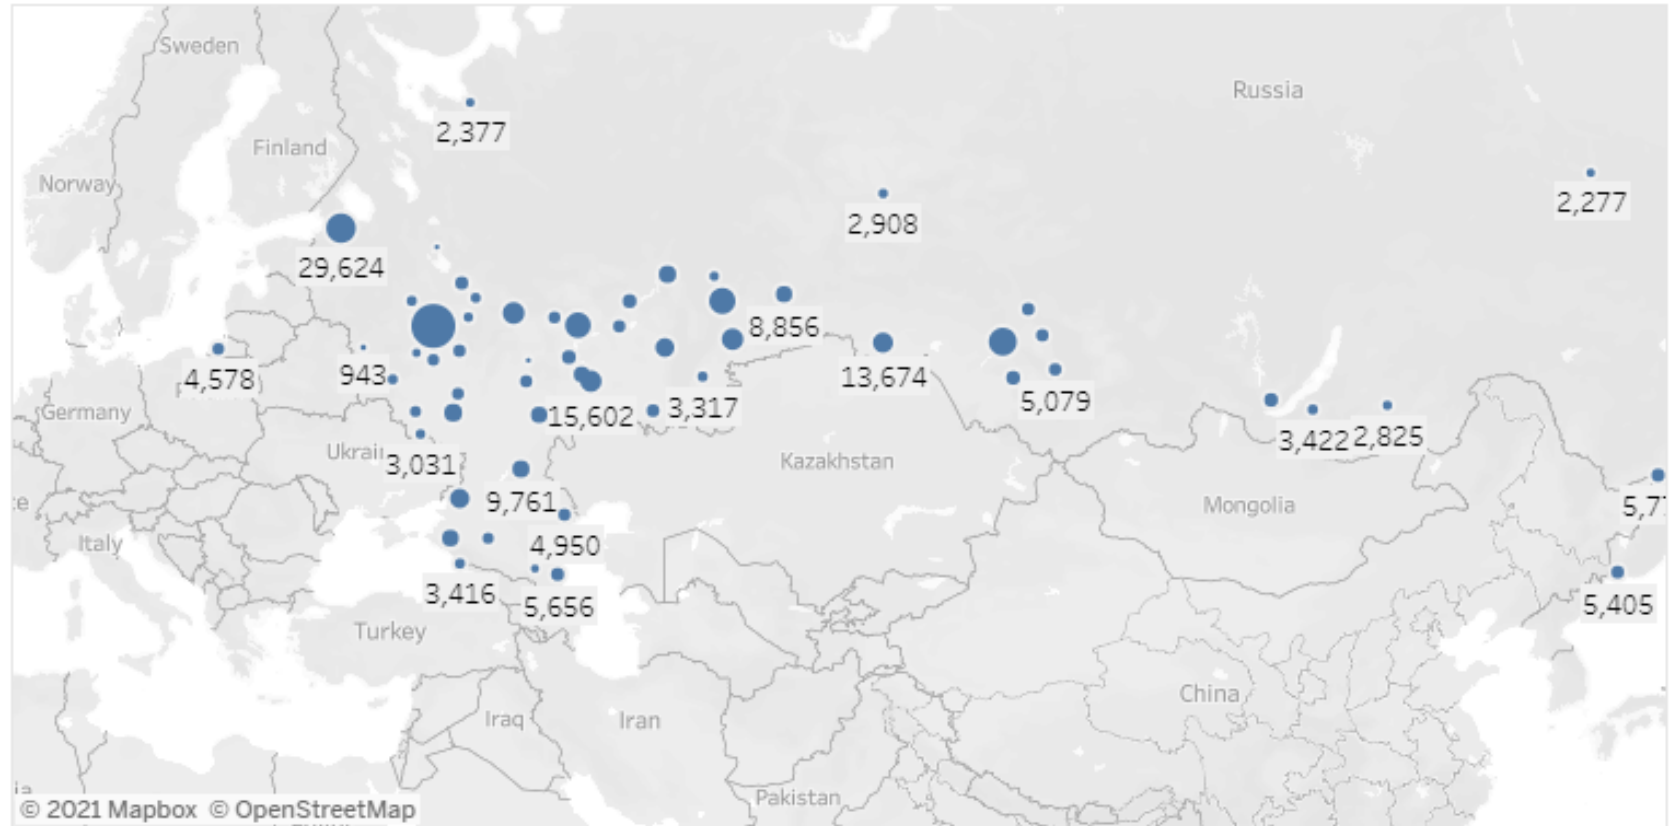 Sweden
Russia
2,377
Finland
Norway
2,277
2,908
29,624
8,856
4,578
943
13,674
Germany
15,602
3,317
5,079
3,422
2,825
3,031
Kazakhstan
9,761
Mongolia
Italy
4,950
3,416
5,656
5,405
Turkey
China
Iraq
Iran
Pakistan
© 2021 Mapbox © OpenStreetMap